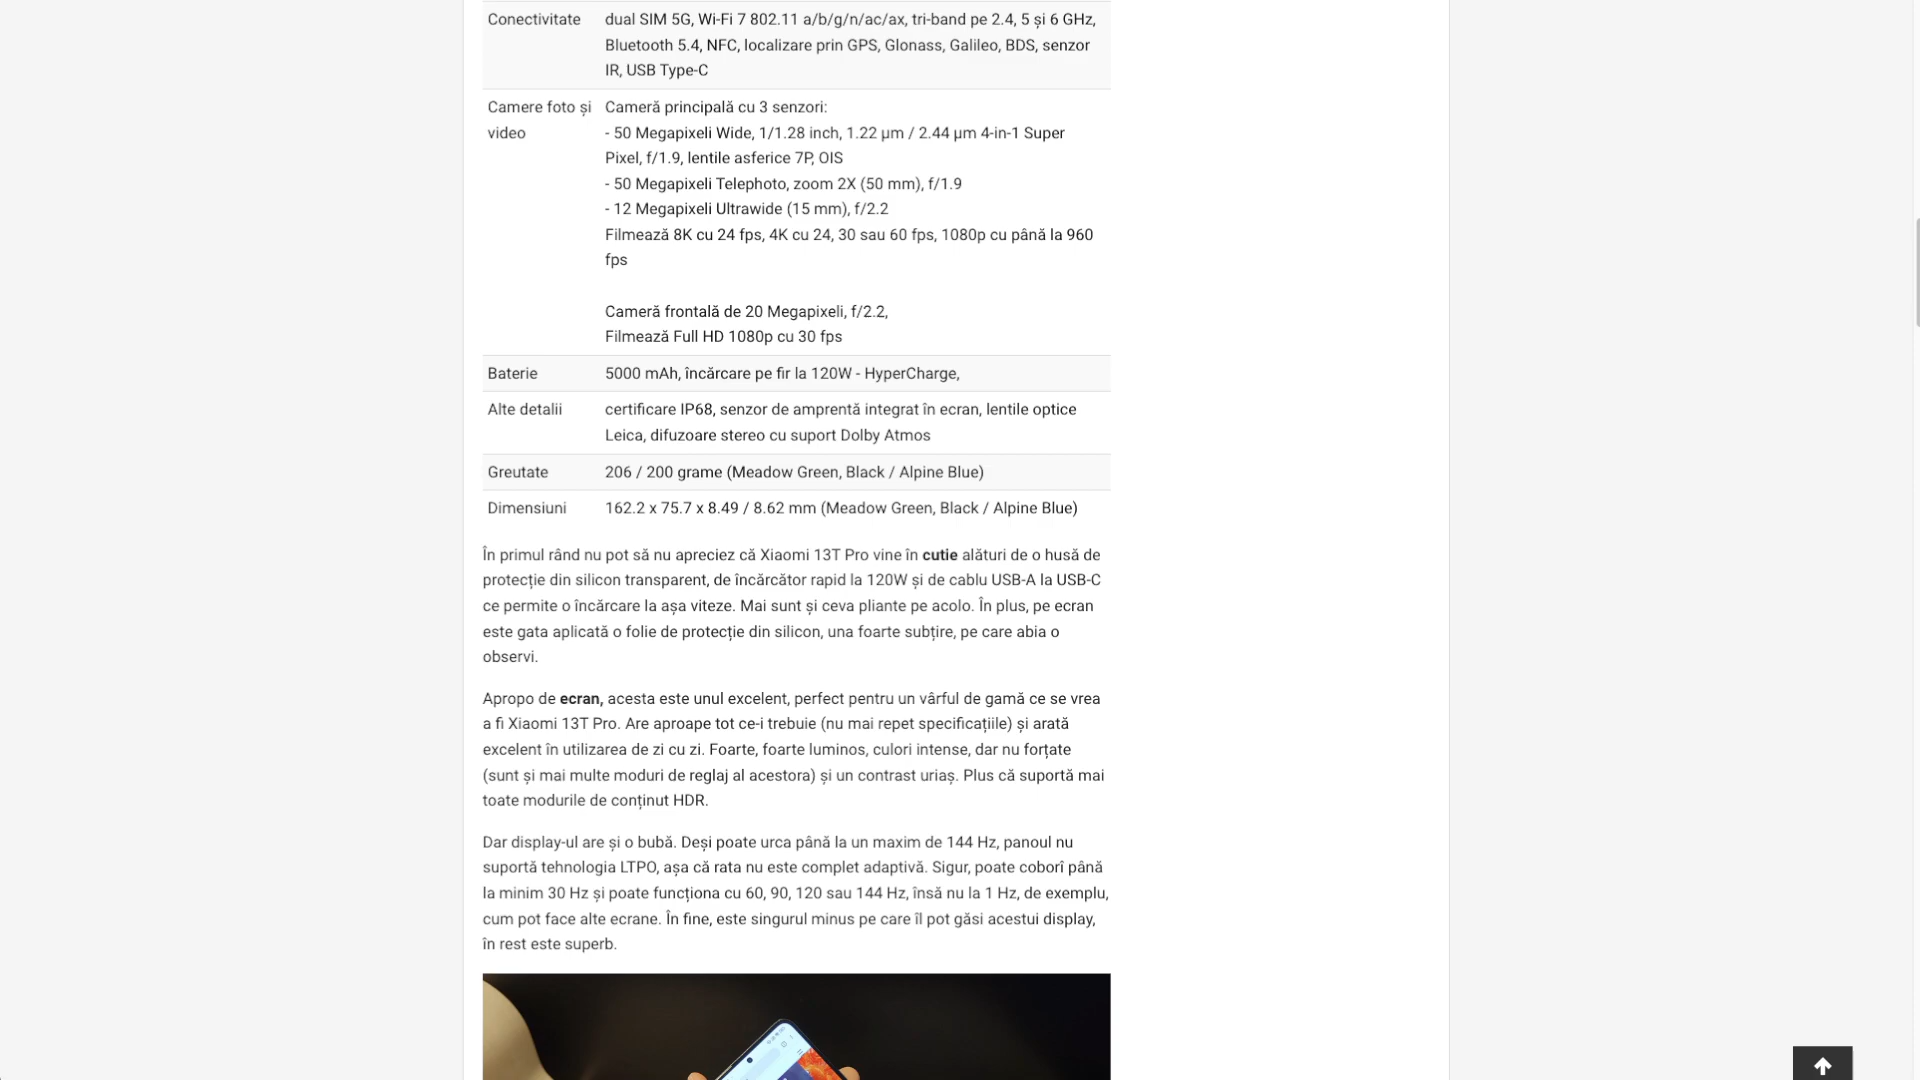 Conectivitate
dual SIM 5G, Wi-Fi 7 802.11 a/b/g/n/ac/ax, tri-band pe 2.4, 5 și 6 GHz,
Bluetooth 5.4, NFC, localizare prin GPS, Glonass, Galileo, BDS, senzor
IR, USB Type-C
Camere foto și
video
Cameră principală cu 3 senzori:
- 50 Megapixeli Wide, 1/1.28 inch, 1.22 μm / 2.44 μm 4-in-1 Super
Pixel, f/1.9, lentile asferice 7P, OIS
- 50 Megapixeli Telephoto, zoom 2X (50 mm), f/1.9
- 12 Megapixeli Ultrawide (15 mm), f/2.2
Filmează 8K cu 24 fps, 4K cu 24, 30 sau 60 fps, 1080p cu până la 960
fps
Cameră frontală de 20 Megapixeli, f/2.2,
Filmează Full HD 1080p cu 30 fps
Baterie
5000 mAh, încărcare pe fir la 120W - HyperCharge,
Alte detalii
certificare IP68, senzor de amprentă integrat în ecran, lentile optice
Leica, difuzoare stereo cu suport Dolby Atmos
Greutate
206 / 200 grame (Meadow Green, Black / Alpine Blue)
Dimensiuni
162.2 x 75.7 x 8.49 / 8.62 mm (Meadow Green, Black / Alpine Blue)
În primul rând nu pot să nu apreciez că Xiaomi 13T Pro vine în cutie alături de o husă de
protecție din silicon transparent, de încărcător rapid la 120W și de cablu USB-A la USB-C
ce permite o încărcare la așa viteze. Mai sunt și ceva pliante pe acolo. În plus, pe ecran
este gata aplicată o folie de protecție din silicon, una foarte subțire, pe care abia o
observi.
Apropo de ecran, acesta este unul excelent, perfect pentru un vârful de gamă ce se vrea
a fi Xiaomi 13T Pro. Are aproape tot ce-i trebuie (nu mai repet specificațiile) și arată
excelent în utilizarea de zi cu zi. Foarte, foarte luminos, culori intense, dar nu forțate
(sunt și mai multe moduri de reglaj al acestora) și un contrast uriaș. Plus că suportă mai
toate modurile de conținut HDR.
Dar display-ul are și o bubă. Deși poate urca până la un maxim de 144 Hz, panoul nu
suportă tehnologia LTPO, așa că rata nu este complet adaptivă. Sigur, poate coborî până
la minim 30 Hz și poate funcționa cu 60, 90, 120 sau 144 Hz, însă nu la 1 Hz, de exemplu,
cum pot face alte ecrane. În fine, este singurul minus pe care îl pot găsi acestui display,
în rest este superb.